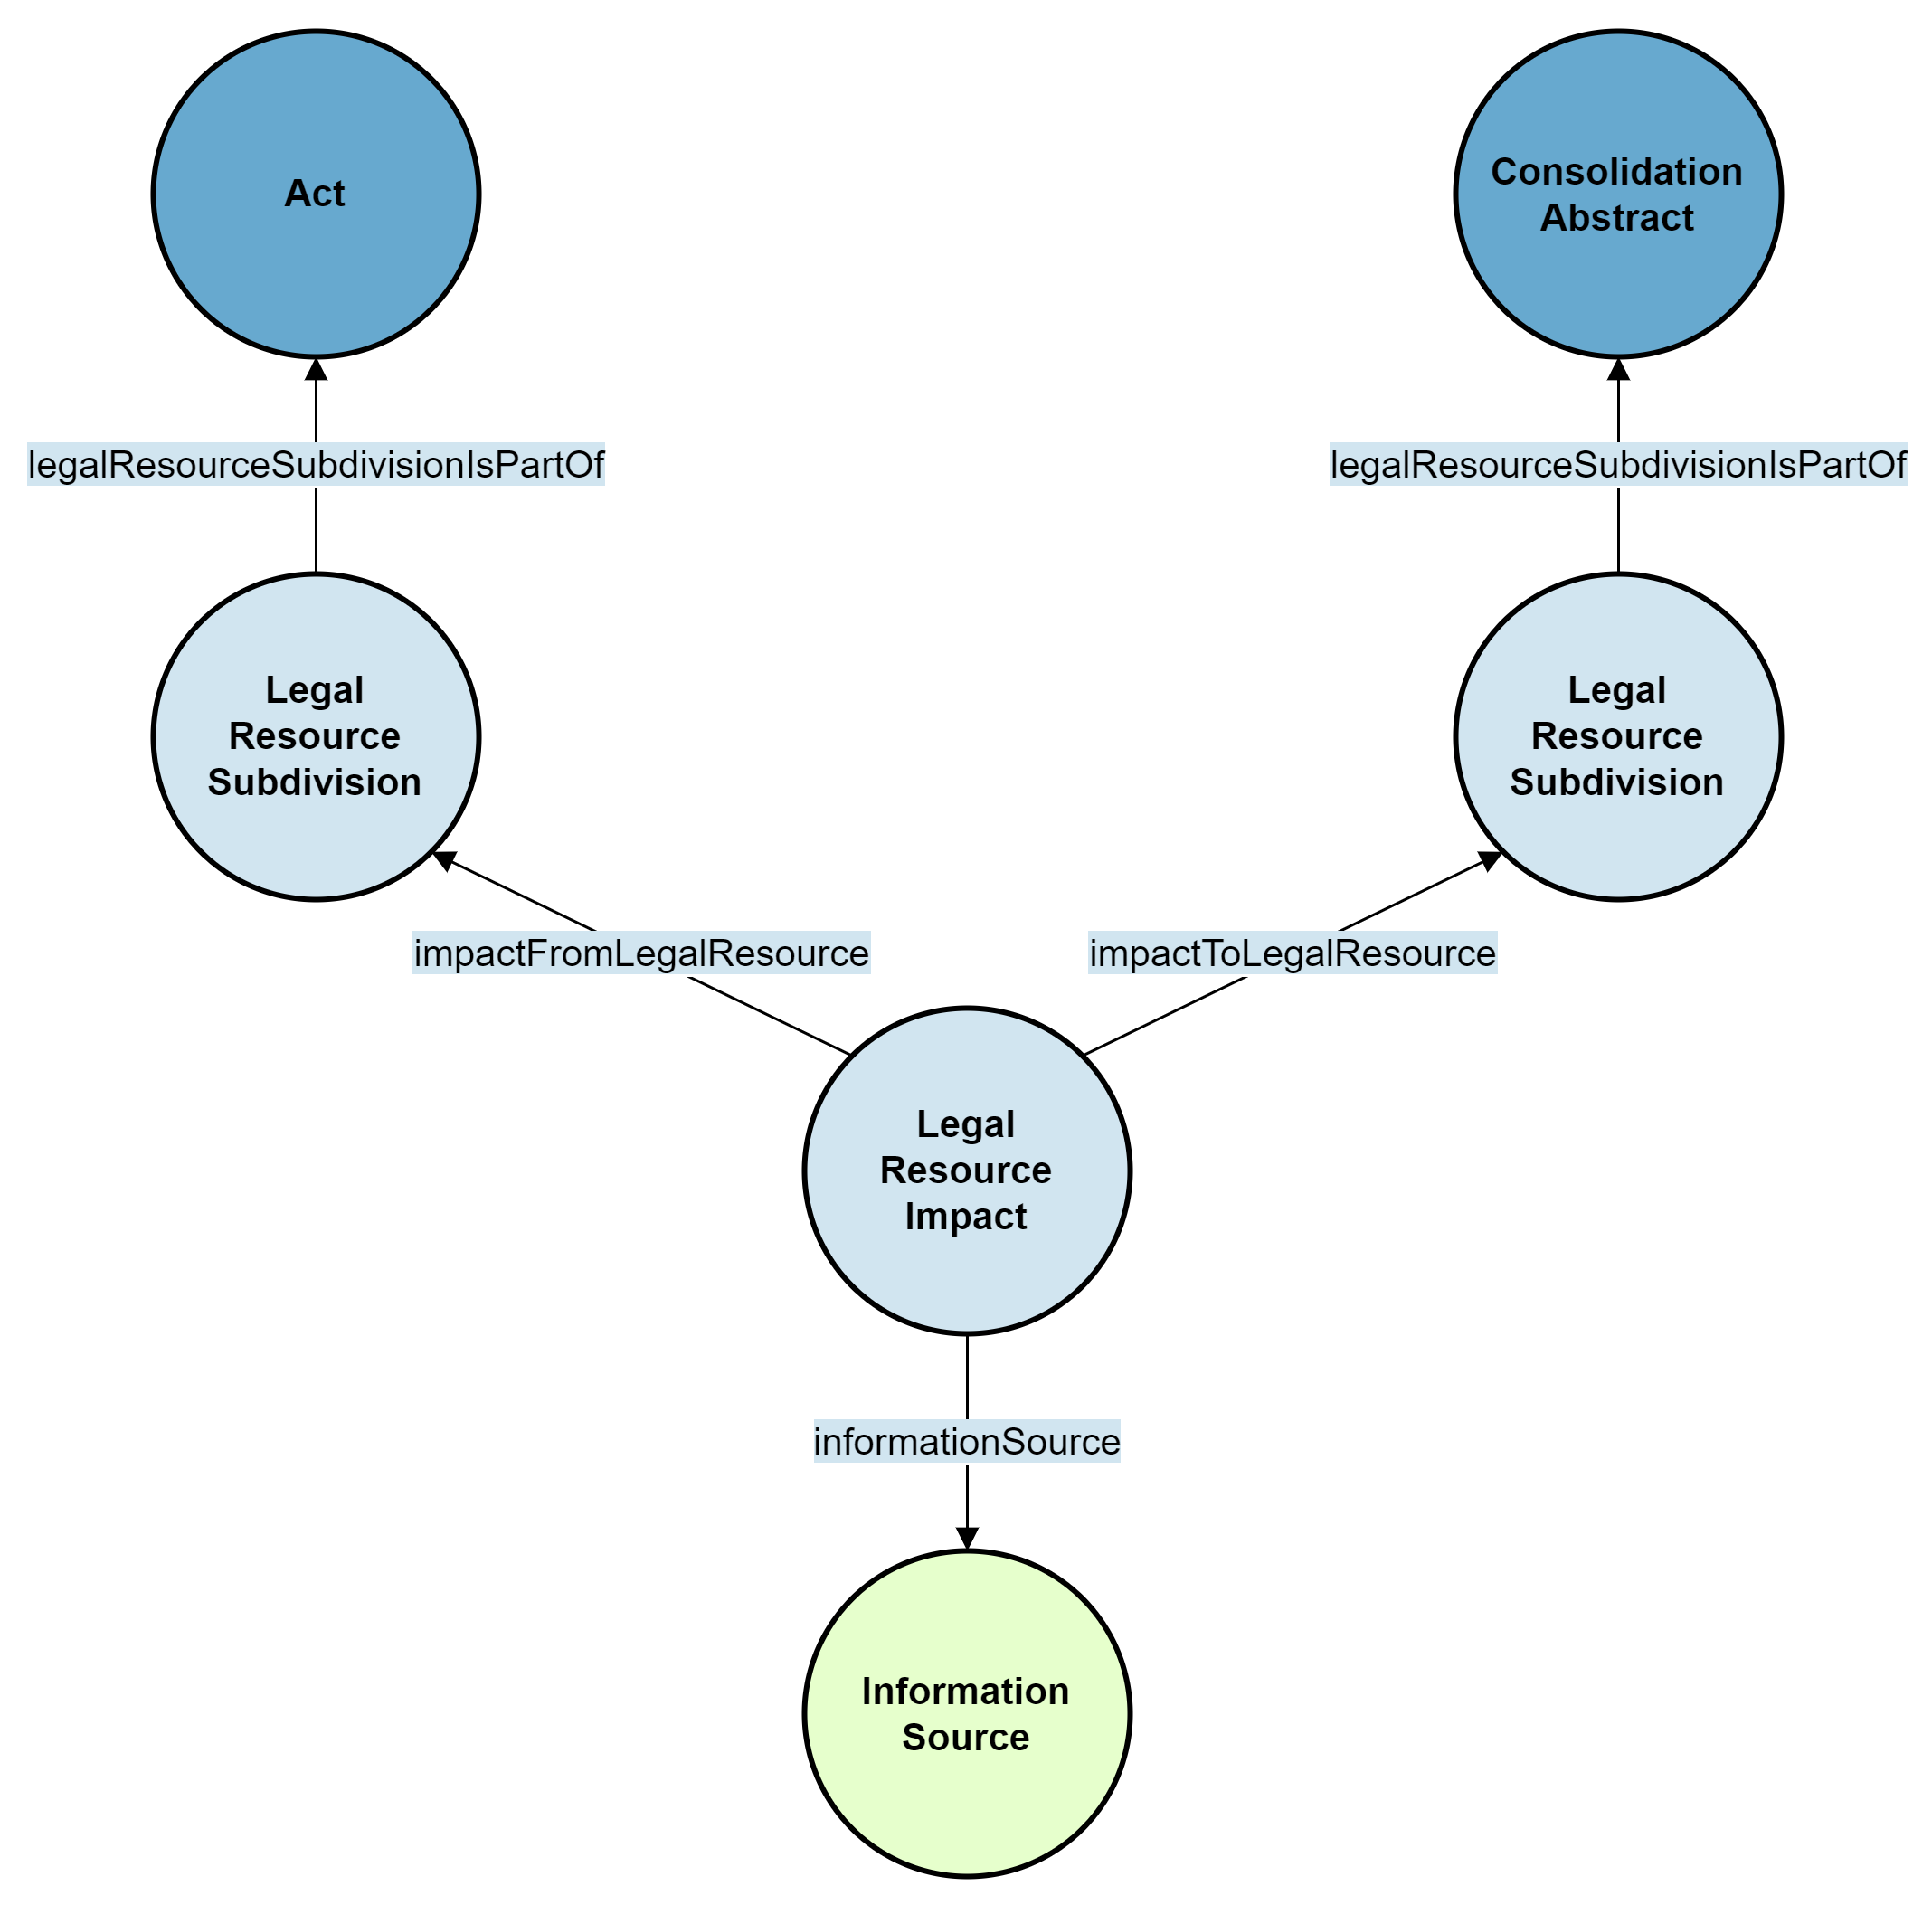 Act
Consolidation
Abstract
legalResourceSubdivisionIsPartOf
legalResourceSubdivisionIsPartOf
Legal
Resource
Subdivision
Legal
Resource
Subdivision
impactFromLegalResource
impactToLegalResource
Legal
Resource
Impact
informationSource
Information
Source